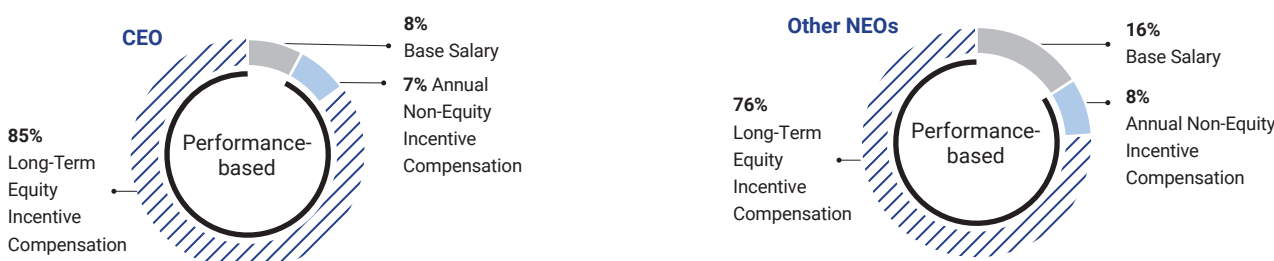 CEO
8%
Base Salary
7% Annual
Non-Equity
Incentive
Compensation
85%
Long-Term
Equity
Incentive
Compensation
Performance-
based
Other NEOs
16%
Base Salary
8%
Annual Non-Equity
Incentive
Compensation
76%
Long-Term
Equity
Incentive
Compensation
Performance-
based